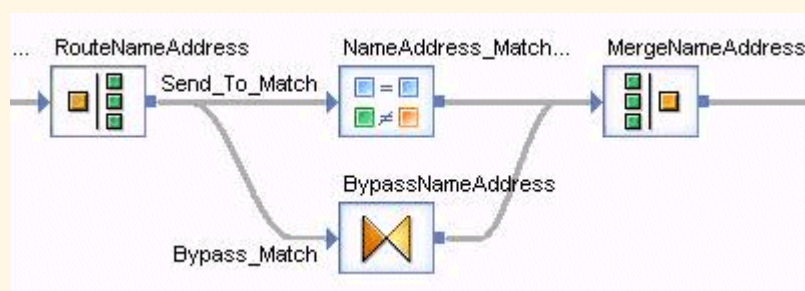 ... RouteNameAddress NameAddress_Match... MergeNameAddress
Send_To_Match
BypassNameAddress
Bypass_Match